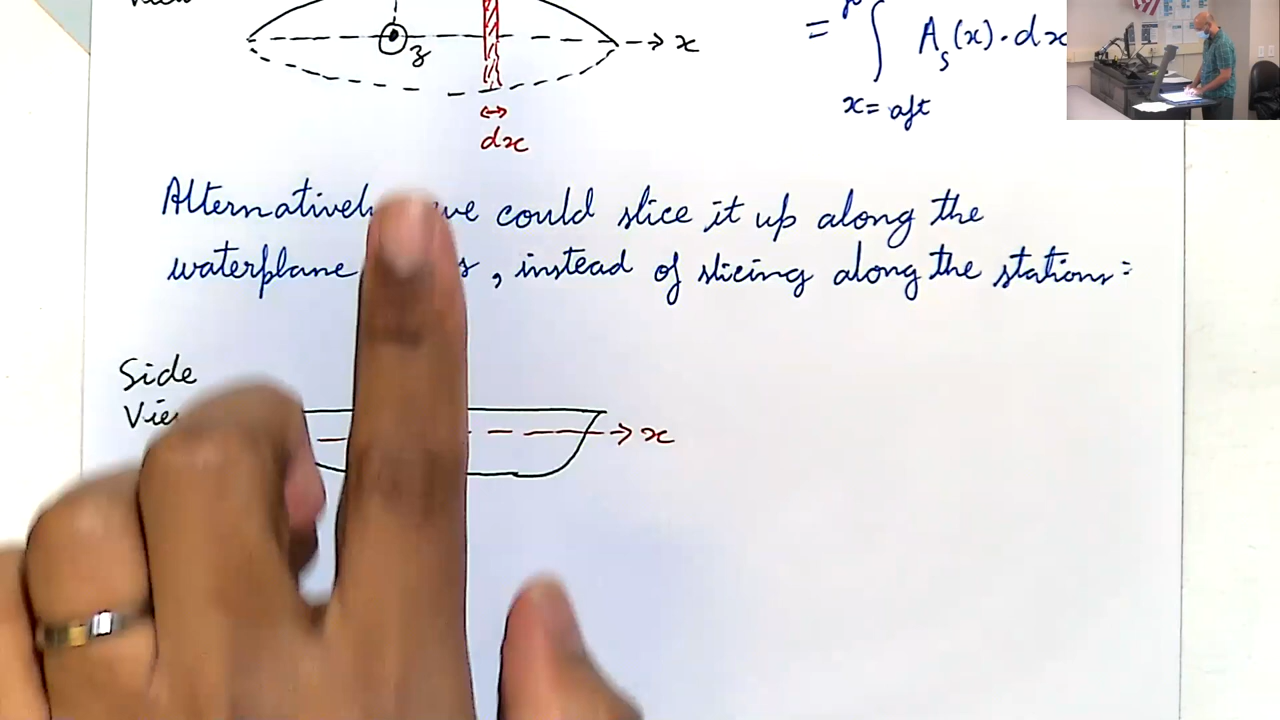 z
x
dx
= ∫ A_s(x)·dx
x = aft
Alternatively we could slice it up along the
waterplane , instead of slicing along the stations:
Side
View
x